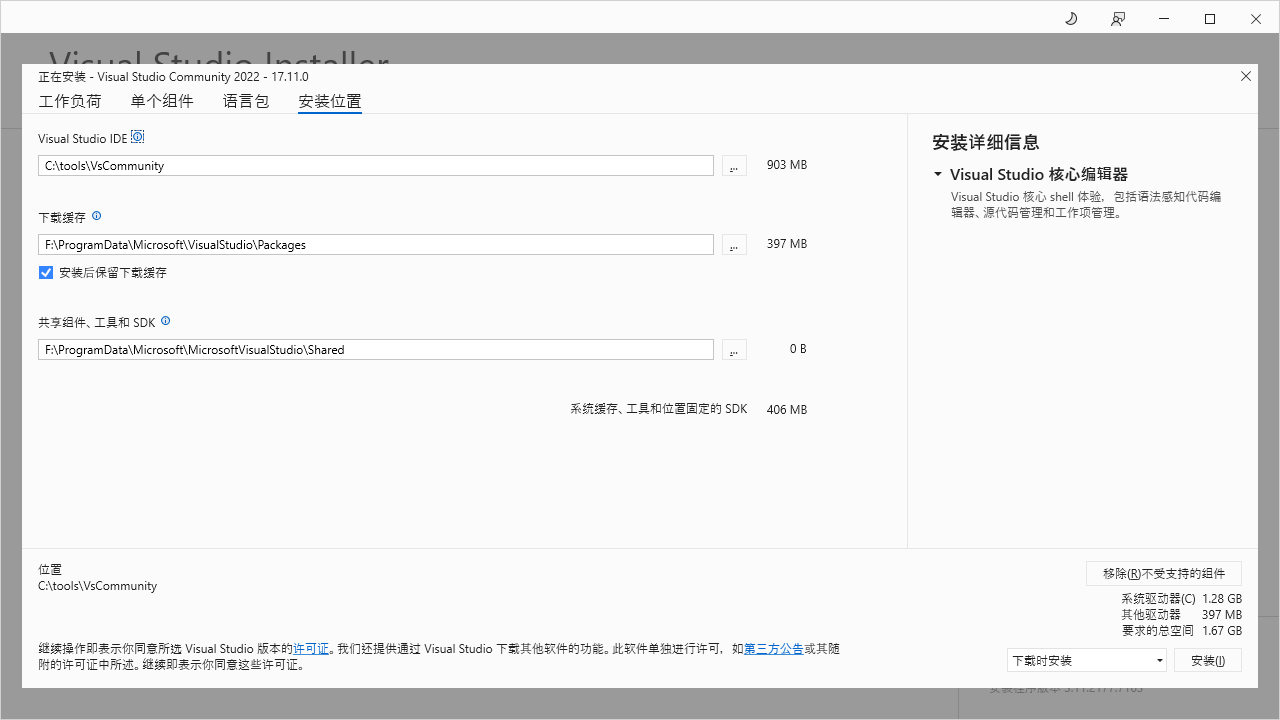 Visual Studio Installer
正在安装 - Visual Studio Community 2022 - 17.11.0
工作负荷 单个组件 语言包 安装位置
Visual Studio IDE
C:\tools\VsCommunity ... 903 MB
下载缓存
F:\ProgramData\Microsoft\VisualStudio\Packages ... 397 MB
安装后保留下载缓存
共享组件、工具和 SDK
F:\ProgramData\Microsoft\MicrosoftVisualStudio\Shared ... 0 B
系统缓存、工具和位置固定的 SDK 406 MB
安装详细信息
Visual Studio 核心编辑器
Visual Studio 核心 shell 体验，包括语法感知代码编
辑器、源代码管理和工作项管理。
位置
C:\tools\VsCommunity
移除(R)不受支持的组件
系统驱动器(C) 1.28 GB
其他驱动器 397 MB
要求的总空间 1.67 GB
继续操作即表示你同意所选 Visual Studio 版本的许可证。我们还提供通过 Visual Studio 下载其他软件的功能。此软件单独进行许可，如第三方公告或其随
附的许可证中所述。继续即表示你同意这些许可证。
下载时安装 安装(I)